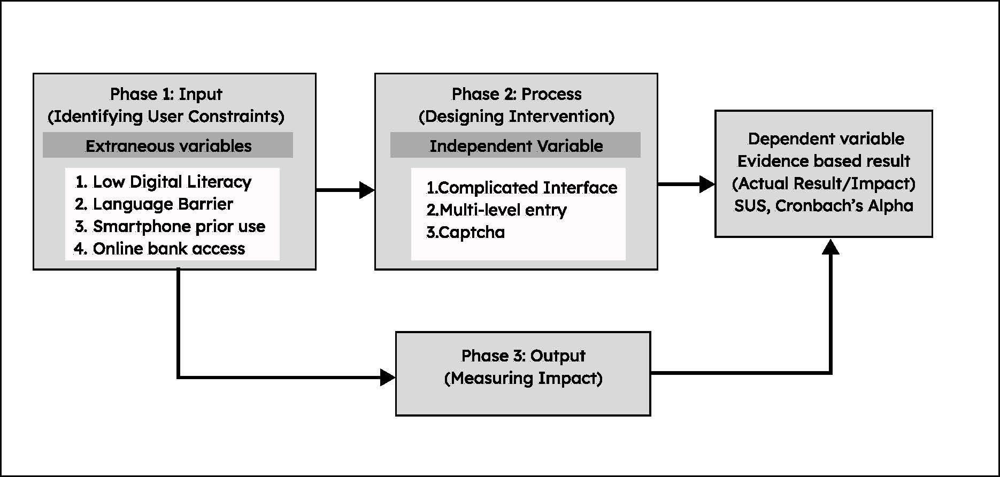 Phase 1: Input
(Identifying User Constraints)
Extraneous variables
1. Low Digital Literacy
2. Language Barrier
3. Smartphone prior use
4. Online bank access
Phase 2: Process
(Designing Intervention)
Independent Variable
1.Complicated Interface
2.Multi-level entry
3.Captcha
Dependent variable
Evidence based result
(Actual Result/Impact)
SUS, Cronbach’s Alpha
Phase 3: Output
(Measuring Impact)